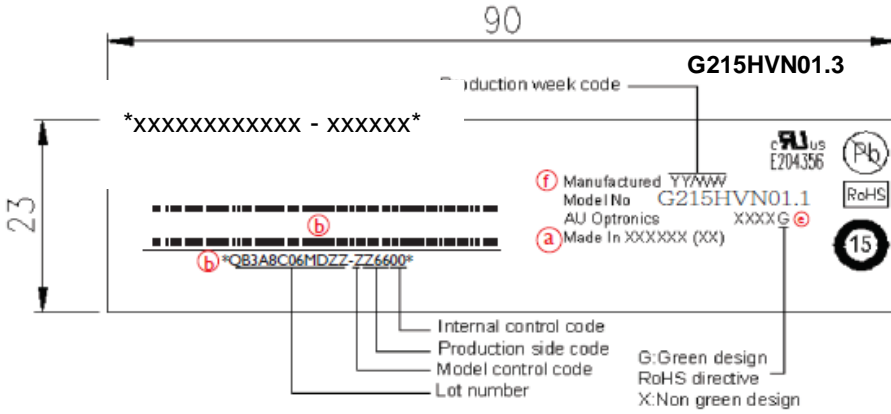 90
G215HVN01.3
duction week code
*XXXXXXXXXXXX - XXXXXX*
23
c RU us
E204356
Pb
f Manufactured YY/WW
Model No G215HVN01.1
RoHS
AU Optronics XXXXG e
a Made In XXXXXX (XX)
15
b
b *QB3A8C06MDZZ-ZZ6600*
Internal control code
Production side code
Model control code
Lot number
G:Green design
RoHS directive
X:Non green design